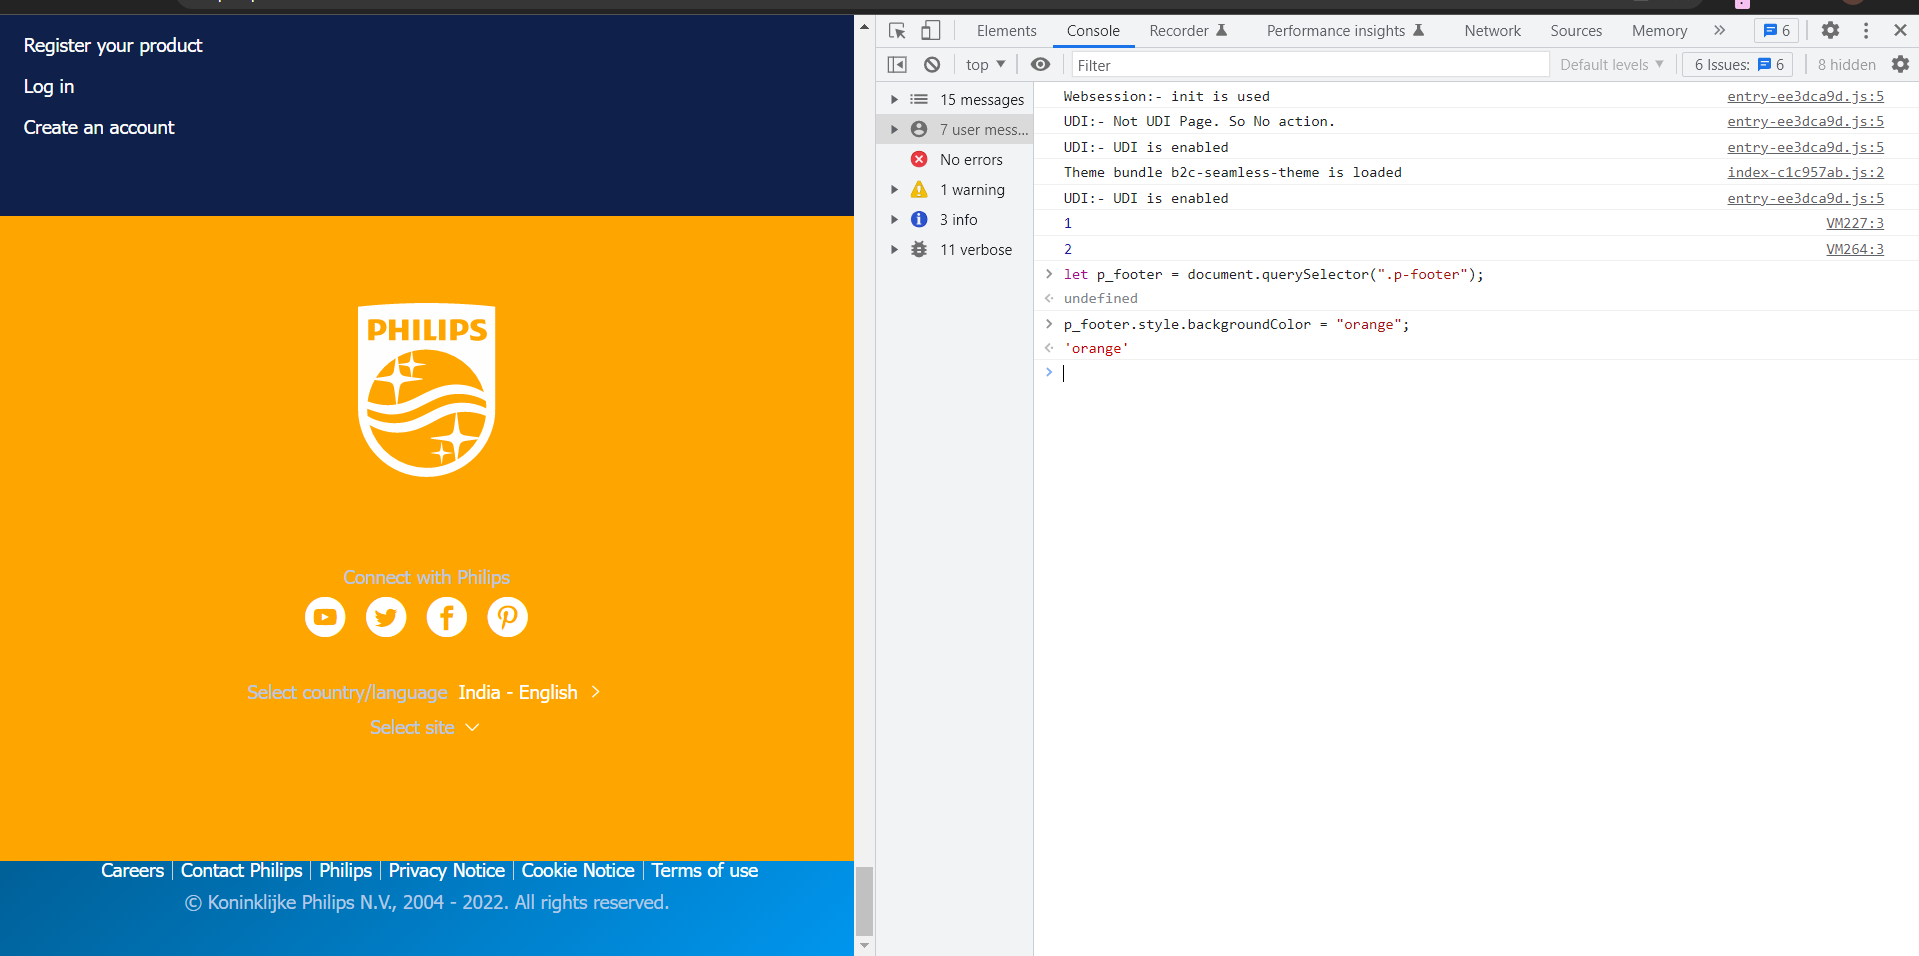 Register your product
Log in
Create an account
PHILIPS
Connect with Philips
Select country/language India - English
Select site
Careers | Contact Philips | Philips | Privacy Notice | Cookie Notice | Terms of use
© Koninklijke Philips N.V., 2004 - 2022. All rights reserved.
Elements Console Recorder Performance insights Network Sources Memory » 6
top Filter Default levels 6 Issues: 6 8 hidden
15 messages
7 user mess...
No errors
1 warning
3 info
11 verbose
Websession:- init is used entry-ee3dca9d.js:5
UDI:- Not UDI Page. So No action. entry-ee3dca9d.js:5
UDI:- UDI is enabled entry-ee3dca9d.js:5
Theme bundle b2c-seamless-theme is loaded index-c1c957ab.js:2
UDI:- UDI is enabled entry-ee3dca9d.js:5
1 VM227:3
2 VM264:3
let p_footer = document.querySelector(".p-footer");
undefined
p_footer.style.backgroundColor = "orange";
'orange'